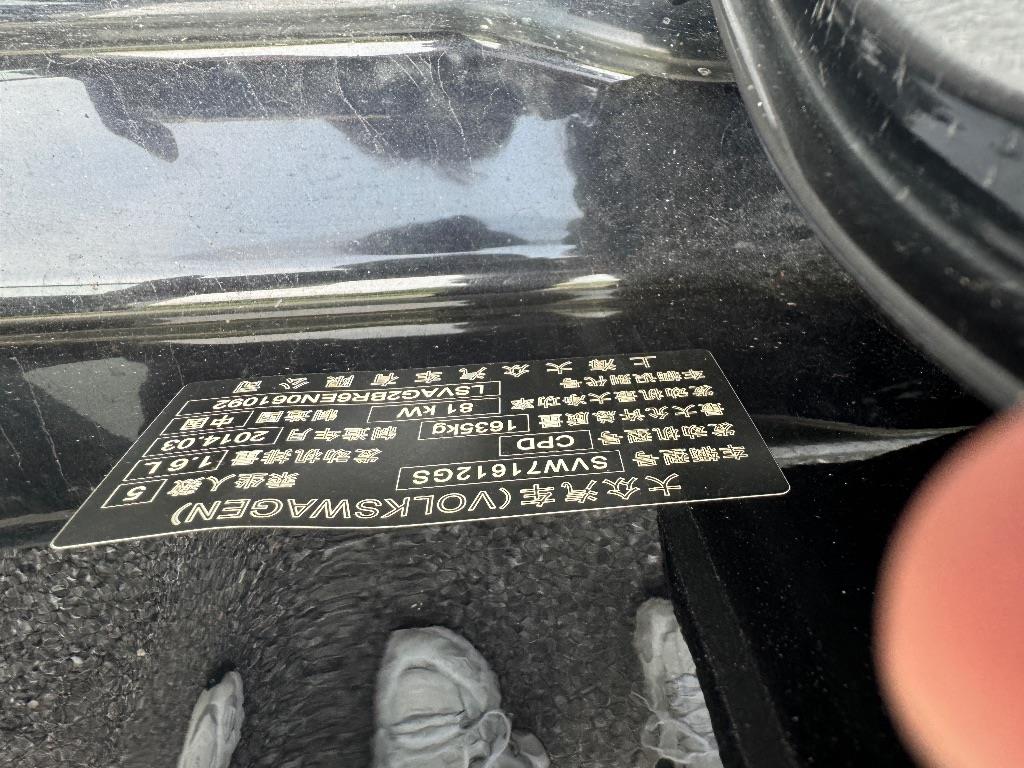 大众汽车(VOLKSWAGEN)
车辆型号 SVW71612GS 乘坐人数 5
发动机型号 CPD 发动机排量 1.6 L
最大允许总质量 1635kg 制造年月 2014.03
发动机最大净功率 81 kW 制造国 中国
车辆识别代号 LSVAG2BR6EN061092
上海大众汽车有限公司